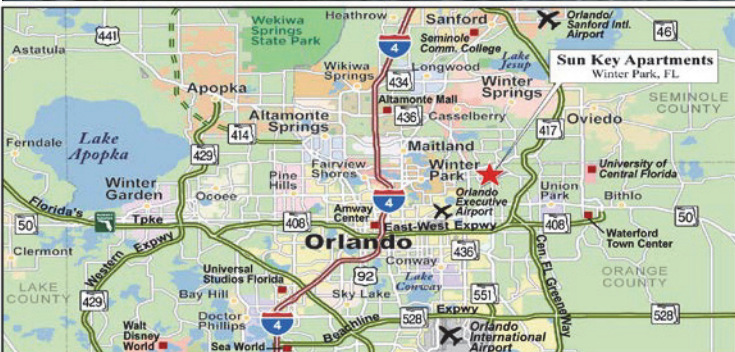 Heathrow
Sanford
Orlando/
Sanford Intl.
Airport
46
441
Wekiwa
Springs
State Park
4
Seminole
Comm. College
Astatula
Wikiwa
Springs
434
Longwood
Lake
Jesup
Sun Key Apartments
Winter Park, FL
Apopka
Altamonte Mall
Winter
Springs
SEMINOLE
COUNTY
Altamonte
Springs
436
Casselberry
417
Oviedo
414
Lake
Apopka
Ferndale
429
Maitland
Fairview
Shores
Winter
Park
University of
Central Florida
Winter
Garden
Pine
Hills
Ocoee
4
Orlando
Executive
Airport
Union
Park
Bithlo
Florida's
Tpke
50
408
Amway
Center
East-West Expwy
408
50
Orlando
Waterford
Town Center
Clermont
Western
Expwy
Conway
436
Cen. FL GreeneWay
ORANGE
COUNTY
Universal
Studios Florida
92
Lake
Conway
LAKE
COUNTY
429
Bay Hill
Sky Lake
551
Doctor
Phillips
4
Beachline
528
Expwy
528
Walt
Disney
World
Sea World
Orlando
International
Airport